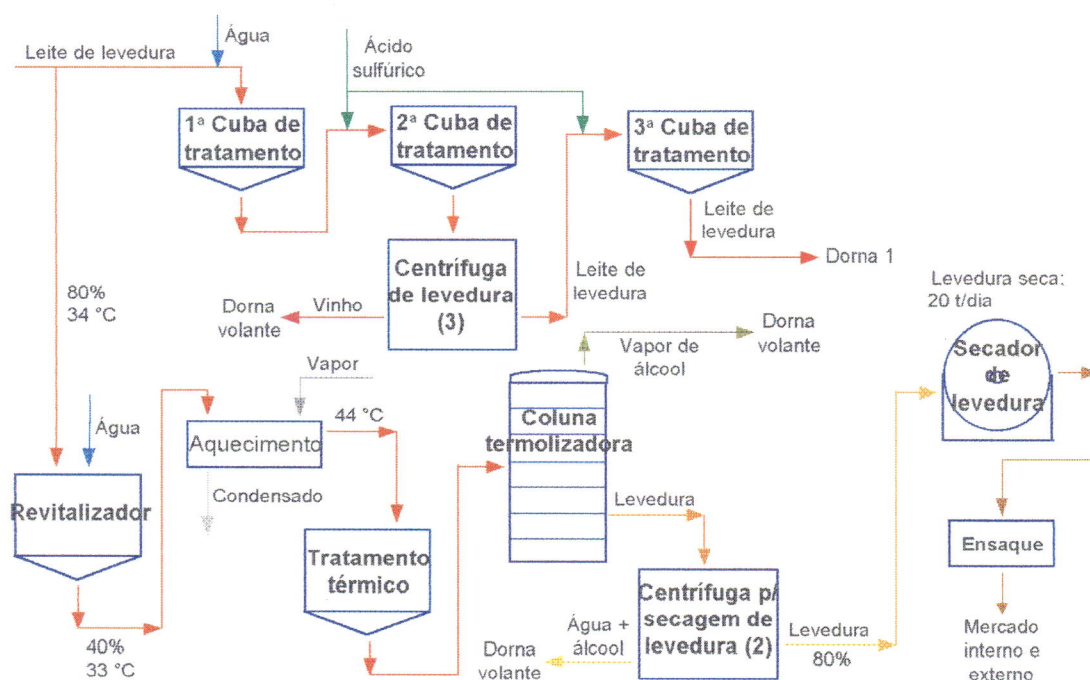 Leite de levedura
Água
Ácido
sulfúrico
1ª Cuba de
tratamento
2ª Cuba de
tratamento
3ª Cuba de
tratamento
Leite de
levedura
Dorna 1
80%
34 °C
Dorna
volante
Vinho
Centrífuga
de levedura
(3)
Leite de
levedura
Vapor de
álcool
Dorna
volante
Levedura seca:
20 t/dia
Secador
de
levedura
Vapor
Água
Aquecimento
44 °C
Condensado
Coluna
termolizadora
Levedura
Revitalizador
Tratamento
térmico
Ensaque
40%
33 °C
Centrífuga p/
secagem de
levedura (2)
Água +
álcool
Dorna
volante
Levedura
80%
Mercado
interno e
externo